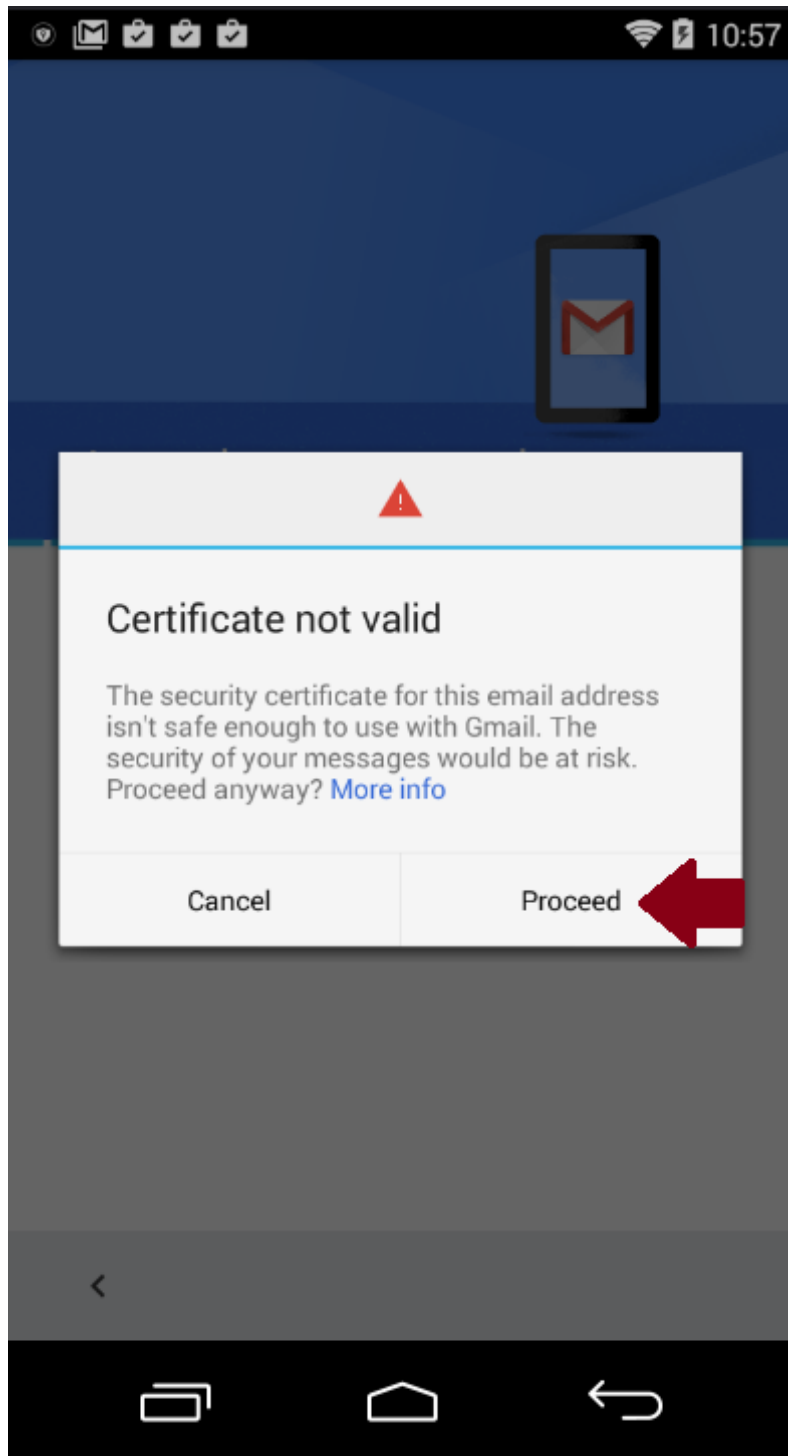 10:57
Certificate not valid
The security certificate for this email address
isn't safe enough to use with Gmail. The
security of your messages would be at risk.
Proceed anyway? More info
Cancel
Proceed